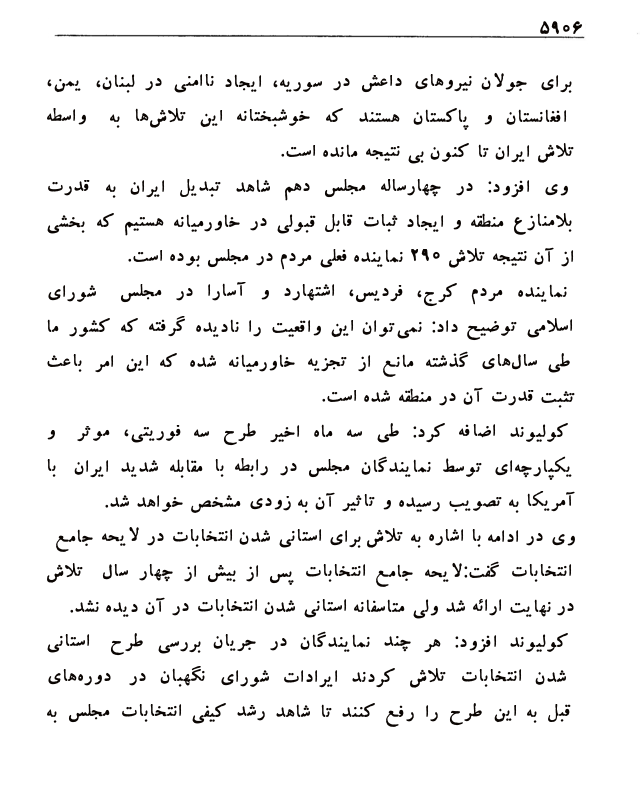 ۵۹۰۶
برای جولان نیروهای داعش در سوریه، ایجاد ناامنی در لبنان، یمن،
افغانستان و پاکستان هستند که خوشبختانه این تلاش‌ها به واسطه
تلاش ایران تا کنون بی نتیجه مانده است.
وی افزود: در چهارساله مجلس دهم شاهد تبدیل ایران به قدرت
بلامنازع منطقه و ایجاد ثبات قابل قبولی در خاورمیانه هستیم که بخشی
از آن نتیجه تلاش ۲۹۰ نماینده فعلی مردم در مجلس بوده است.
نماینده مردم کرج، فردیس، اشتهارد و آسارا در مجلس شورای
اسلامی توضیح داد: نمی‌توان این واقعیت را نادیده گرفته که کشور ما
طی سال‌های گذشته مانع از تجزیه خاورمیانه شده که این امر باعث
تثبت قدرت آن در منطقه شده است.
کولیوند اضافه کرد: طی سه ماه اخیر طرح سه فوریتی، موثر و
یکپارچه‌ای توسط نمایندگان مجلس در رابطه با مقابله شدید ایران با
آمریکا به تصویب رسیده و تاثیر آن به زودی مشخص خواهد شد.
وی در ادامه با اشاره به تلاش برای استانی شدن انتخابات در لایحه جامع
انتخابات گفت:لایحه جامع انتخابات پس از بیش از چهار سال تلاش
در نهایت ارائه شد ولی متاسفانه استانی شدن انتخابات در آن دیده نشد.
کولیوند افزود: هر چند نمایندگان در جریان بررسی طرح استانی
شدن انتخابات تلاش کردند ایرادات شورای نگهبان در دوره‌های
قبل به این طرح را رفع کنند تا شاهد رشد کیفی انتخابات مجلس به